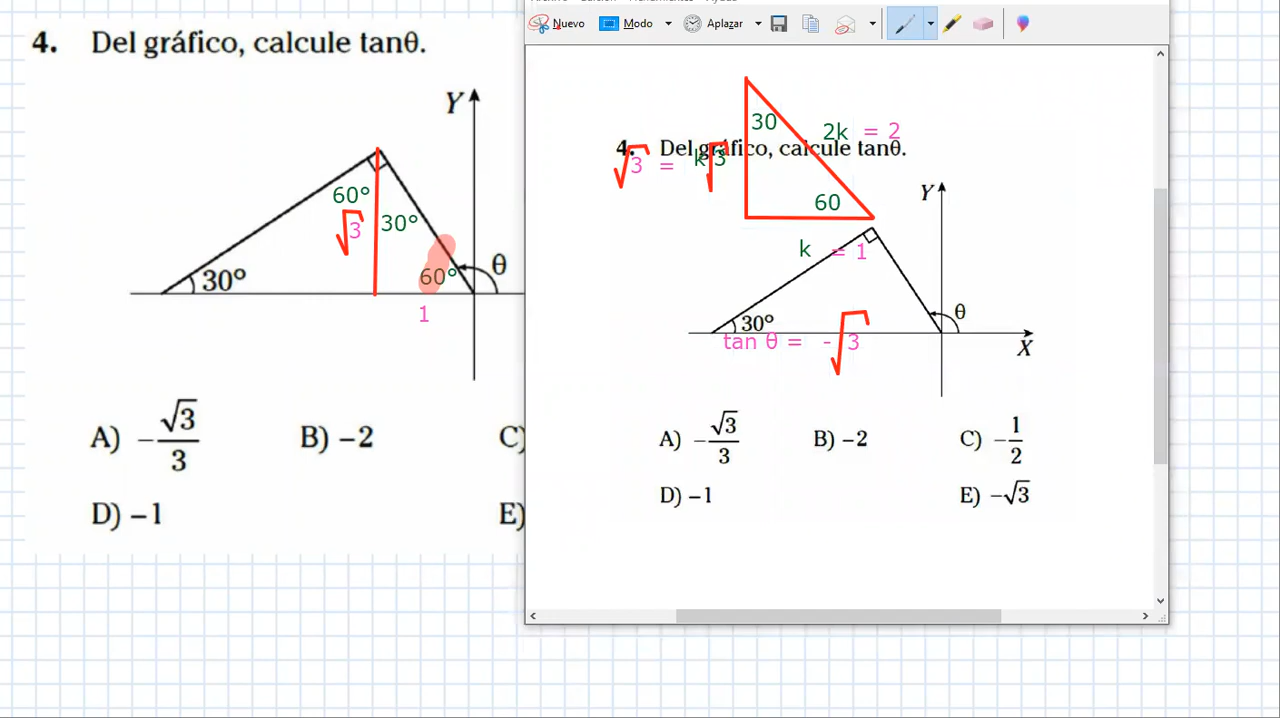 4. Del gráfico, calcule tanθ.
Y
60°
√3
30°
30°
60°
θ
1
A) -√3/3
B) -2
C)
D) -1
E)
Nuevo
Modo
Aplazar
30
2k = 2
4. Del gráfico, calcule tanθ.
√3 = k√3
60
k = 1
Y
30°
θ
X
tan θ = -√3
A) -√3/3
B) -2
C) -1/2
D) -1
E) -√3